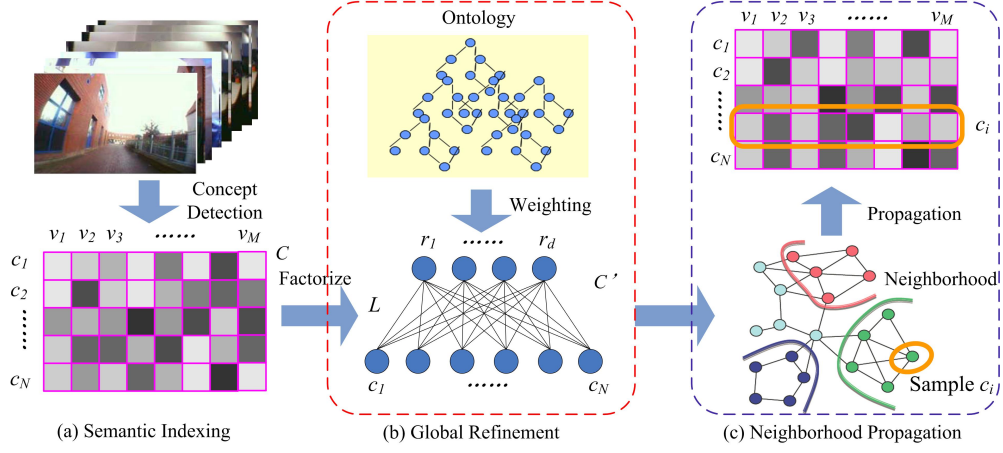 Concept
Detection
v1 v2 v3 ...... vM
c1
c2
......
cN
C
(a) Semantic Indexing
Factorize
Ontology
Weighting
r1 ...... rd
L
C'
c1 ...... cN
(b) Global Refinement
v1 v2 v3 ...... vM
c1
c2
......
ci
cN
Propagation
Neighborhood
Sample ci
(c) Neighborhood Propagation